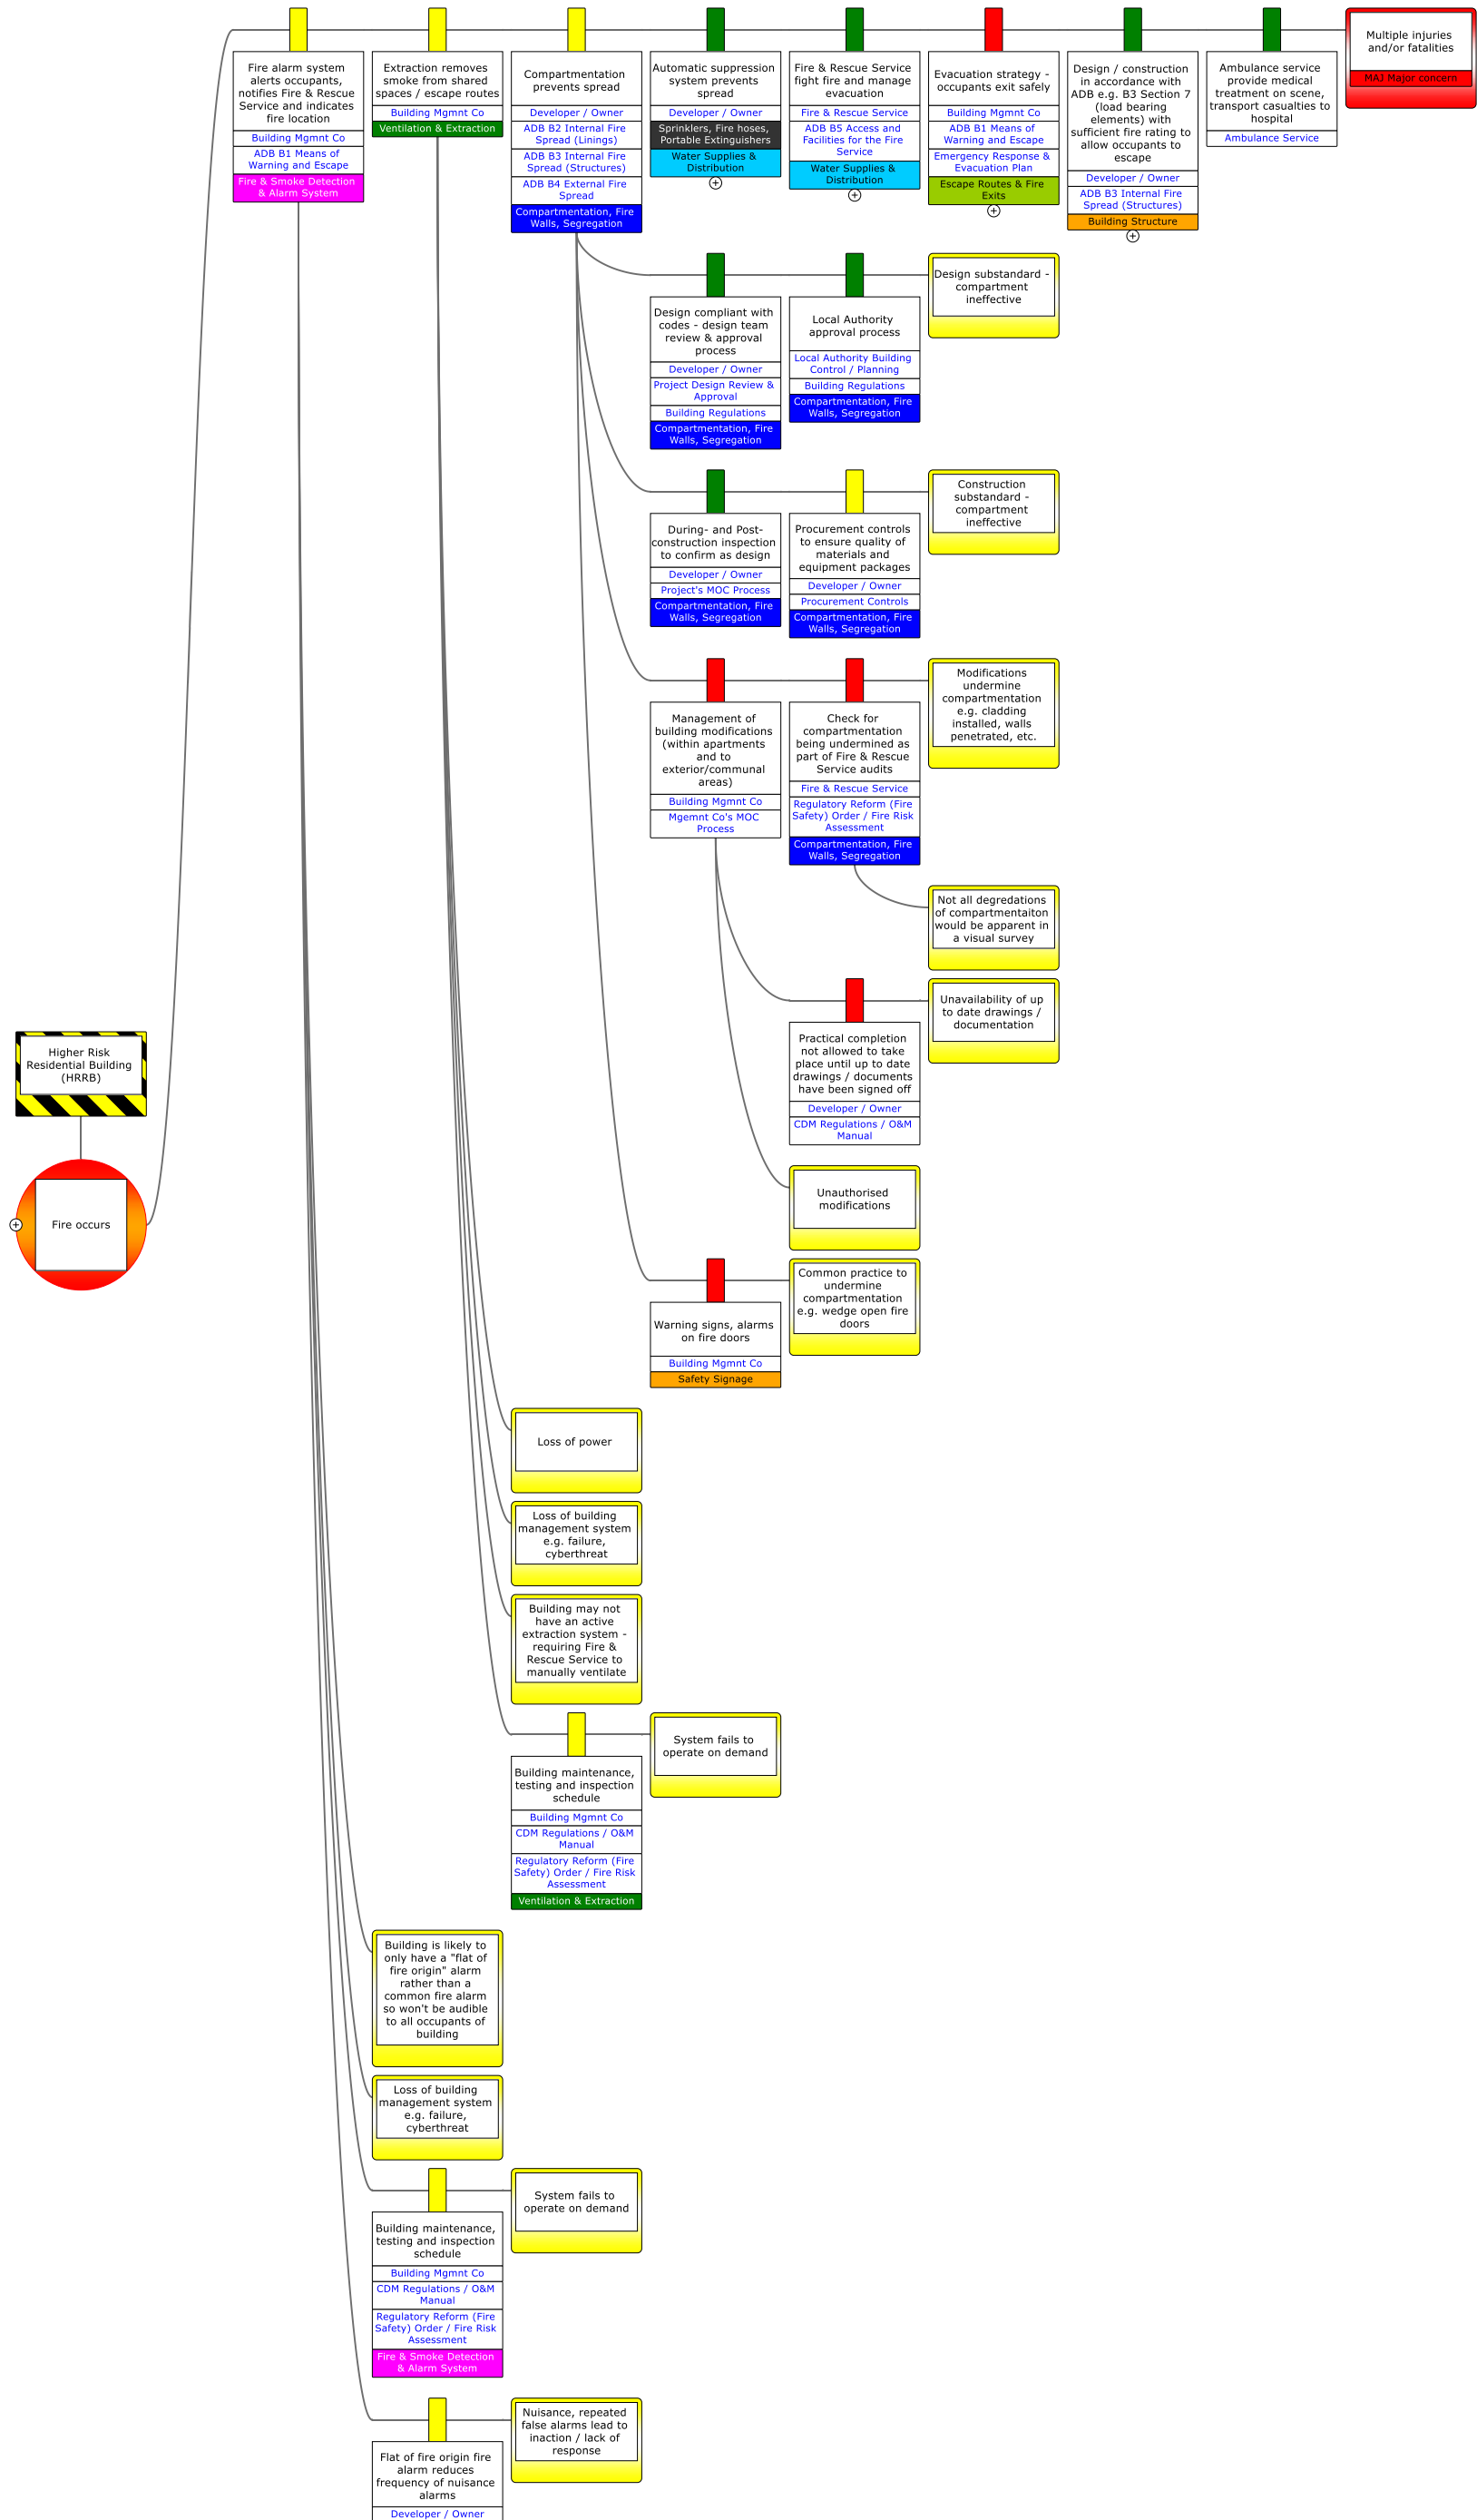 Fire alarm system
alerts occupants,
notifies Fire & Rescue
Service and indicates
fire location
Building Mgmnt Co
ADB B1 Means of
Warning and Escape
Fire & Smoke Detection
& Alarm System
Extraction removes
smoke from shared
spaces / escape routes
Building Mgmnt Co
Ventilation & Extraction
Compartmentation
prevents spread
Developer / Owner
ADB B2 Internal Fire
Spread (Linings)
ADB B3 Internal Fire
Spread (Structures)
ADB B4 External Fire
Spread
Compartmentation, Fire
Walls, Segregation
Automatic suppression
system prevents
spread
Developer / Owner
Sprinklers, Fire hoses,
Portable Extinguishers
Water Supplies &
Distribution
Fire & Rescue Service
fight fire and manage
evacuation
Fire & Rescue Service
ADB B5 Access and
Facilities for the Fire
Service
Water Supplies &
Distribution
Evacuation strategy -
occupants exit safely
Building Mgmnt Co
ADB B1 Means of
Warning and Escape
Emergency Response &
Evacuation Plan
Escape Routes & Fire
Exits
Design / construction
in accordance with
ADB e.g. B3 Section 7
(load bearing
elements) with
sufficient fire rating to
allow occupants to
escape
Developer / Owner
ADB B3 Internal Fire
Spread (Structures)
Building Structure
Ambulance service
provide medical
treatment on scene,
transport casualties to
hospital
Ambulance Service
Multiple injuries
and/or fatalities
MAJ Major concern
Design compliant with
codes - design team
review & approval
process
Developer / Owner
Project Design Review &
Approval
Building Regulations
Compartmentation, Fire
Walls, Segregation
Local Authority
approval process
Local Authority Building
Control / Planning
Building Regulations
Compartmentation, Fire
Walls, Segregation
Design substandard -
compartment
ineffective
During- and Post-
construction inspection
to confirm as design
Developer / Owner
Project's MOC Process
Compartmentation, Fire
Walls, Segregation
Procurement controls
to ensure quality of
materials and
equipment packages
Developer / Owner
Procurement Controls
Compartmentation, Fire
Walls, Segregation
Construction
substandard -
compartment
ineffective
Management of
building modifications
(within apartments
and to
exterior/communal
areas)
Building Mgmnt Co
Mgemnt Co's MOC
Process
Check for
compartmentation
being undermined as
part of Fire & Rescue
Service audits
Fire & Rescue Service
Regulatory Reform (Fire
Safety) Order / Fire Risk
Assessment
Compartmentation, Fire
Walls, Segregation
Modifications
undermine
compartmentation
e.g. cladding
installed, walls
penetrated, etc.
Not all degredations
of compartmentaiton
would be apparent in
a visual survey
Practical completion
not allowed to take
place until up to date
drawings / documents
have been signed off
Developer / Owner
CDM Regulations / O&M
Manual
Unavailability of up
to date drawings /
documentation
Higher Risk
Residential Building
(HRRB)
Fire occurs
Unauthorised
modifications
Warning signs, alarms
on fire doors
Building Mgmnt Co
Safety Signage
Common practice to
undermine
compartmentation
e.g. wedge open fire
doors
Loss of power
Loss of building
management system
e.g. failure,
cyberthreat
Building may not
have an active
extraction system -
requiring Fire &
Rescue Service to
manually ventilate
Building maintenance,
testing and inspection
schedule
Building Mgmnt Co
CDM Regulations / O&M
Manual
Regulatory Reform (Fire
Safety) Order / Fire Risk
Assessment
Ventilation & Extraction
System fails to
operate on demand
Building is likely to
only have a "flat of
fire origin" alarm
rather than a
common fire alarm
so won't be audible
to all occupants of
building
Loss of building
management system
e.g. failure,
cyberthreat
Building maintenance,
testing and inspection
schedule
Building Mgmnt Co
CDM Regulations / O&M
Manual
Regulatory Reform (Fire
Safety) Order / Fire Risk
Assessment
Fire & Smoke Detection
& Alarm System
System fails to
operate on demand
Flat of fire origin fire
alarm reduces
frequency of nuisance
alarms
Developer / Owner
Nuisance, repeated
false alarms lead to
inaction / lack of
response